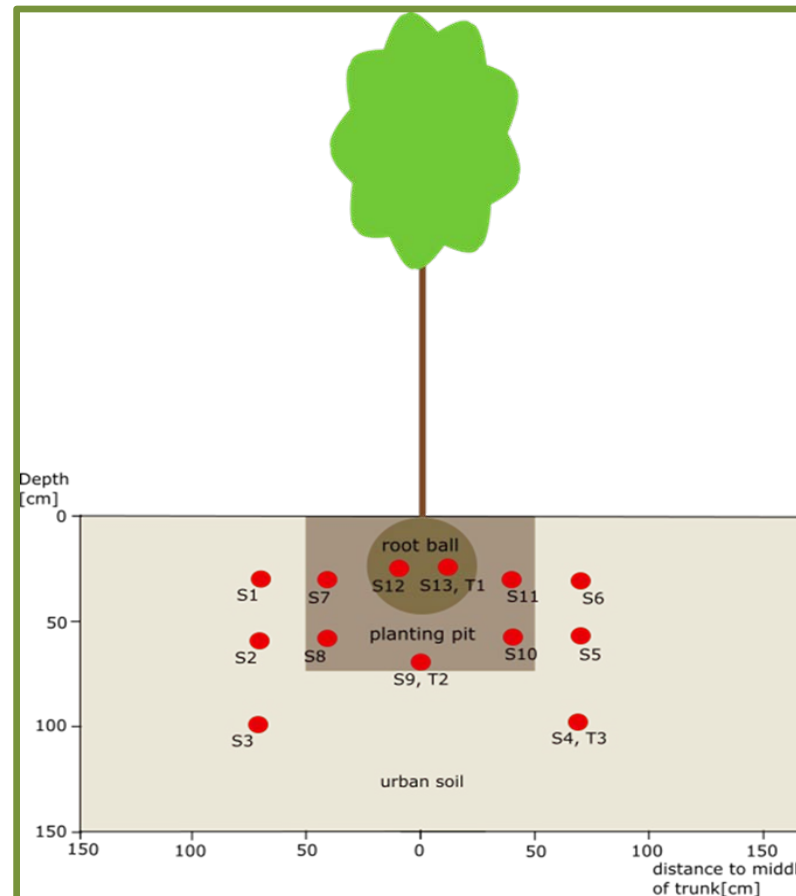 Depth
[cm]
0
root ball
S12
S13, T1
S1
S7
S11
S6
50
planting pit
S2
S8
S10
S5
S9, T2
100
S3
S4, T3
urban soil
150
150
100
50
0
50
100
150
distance to middl
of trunk[cm]